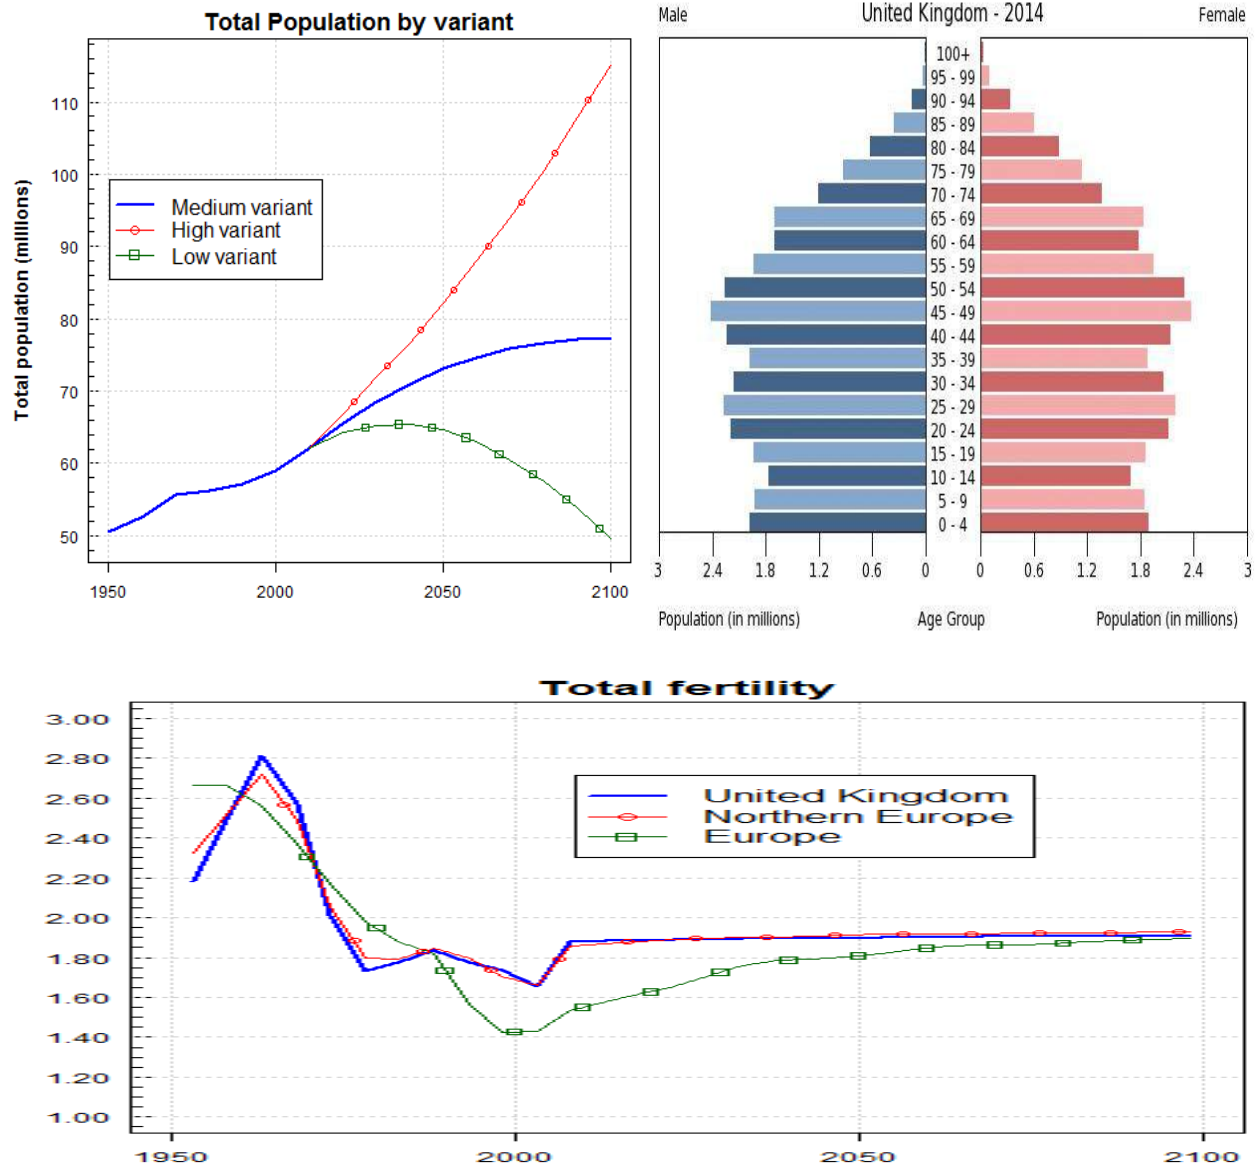 Total Population by variant
Total population (millions)
110
100
90
80
70
60
50
Medium variant
High variant
Low variant
1950 2000 2050 2100
Male United Kingdom - 2014 Female
100+
95 - 99
90 - 94
85 - 89
80 - 84
75 - 79
70 - 74
65 - 69
60 - 64
55 - 59
50 - 54
45 - 49
40 - 44
35 - 39
30 - 34
25 - 29
20 - 24
15 - 19
10 - 14
5 - 9
0 - 4
3 2.4 1.8 1.2 0.6 0 0 0.6 1.2 1.8 2.4 3
Population (in millions) Age Group Population (in millions)
Total fertility
3.00
2.80
2.60
2.40
2.20
2.00
1.80
1.60
1.40
1.20
1.00
United Kingdom
Northern Europe
Europe
1950 2000 2050 2100